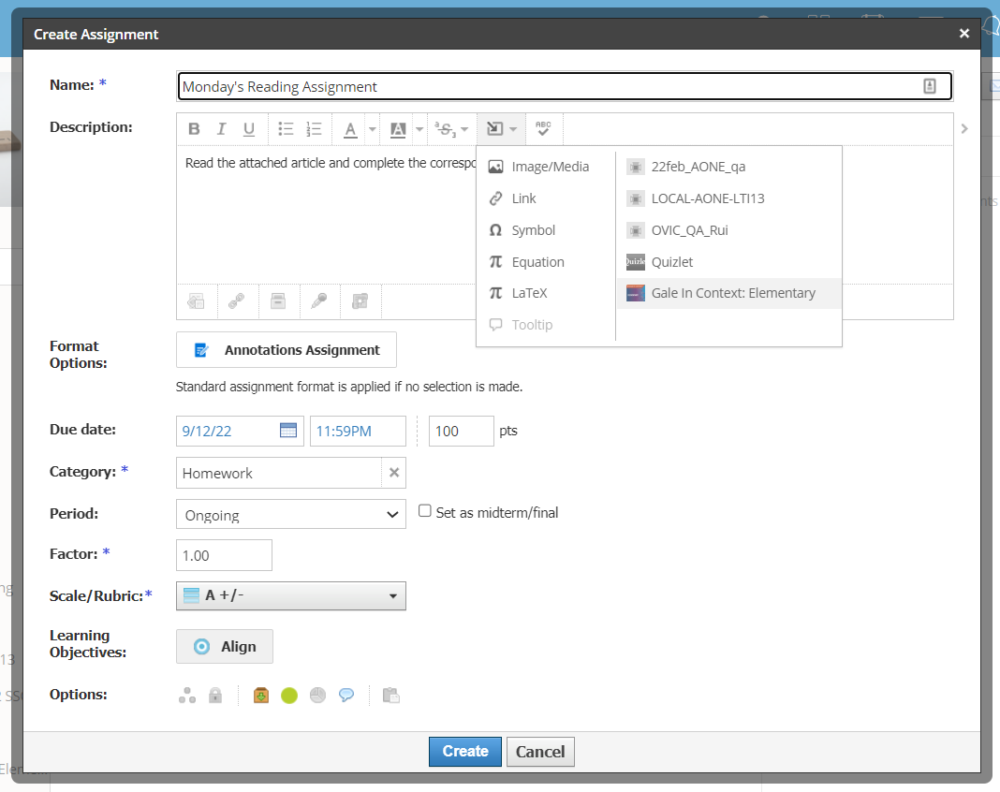 Create Assignment ×
Name: * Monday's Reading Assignment
Description: B I U A A ABC
Read the attached article and complete the
Image/Media 22feb_AONE_qa
Link LOCAL-AONE-LTI13
Ω Symbol OVIC_QA_Rui
π Equation Quizlet
π LaTeX Gale In Context: Elementary
Tooltip
Format
Options:
Annotations Assignment
Standard assignment format is applied if no selection is made.
Due date: 9/12/22 11:59PM 100 pts
Category: * Homework ×
Period: Ongoing Set as midterm/final
Factor: * 1.00
Scale/Rubric:* A +/-
Learning
Objectives:
Align
Options:
Create Cancel